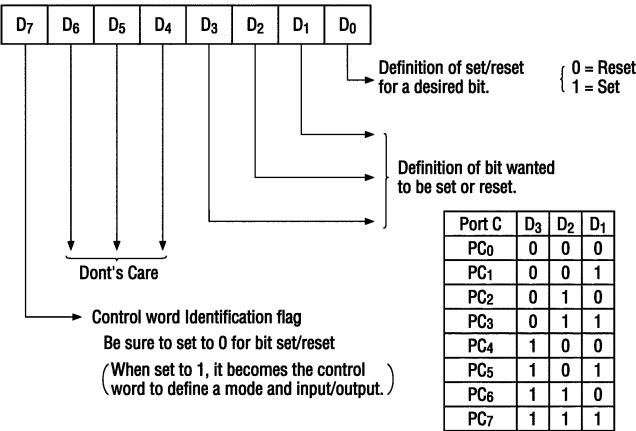 D7 D6 D5 D4 D3 D2 D1 D0
Definition of set/reset
for a desired bit.
0 = Reset
1 = Set
Definition of bit wanted
to be set or reset.
Dont's Care
Control word Identification flag
Be sure to set to 0 for bit set/reset
(When set to 1, it becomes the control
word to define a mode and input/output.)
Port C D3 D2 D1
PC0 0 0 0
PC1 0 0 1
PC2 0 1 0
PC3 0 1 1
PC4 1 0 0
PC5 1 0 1
PC6 1 1 0
PC7 1 1 1